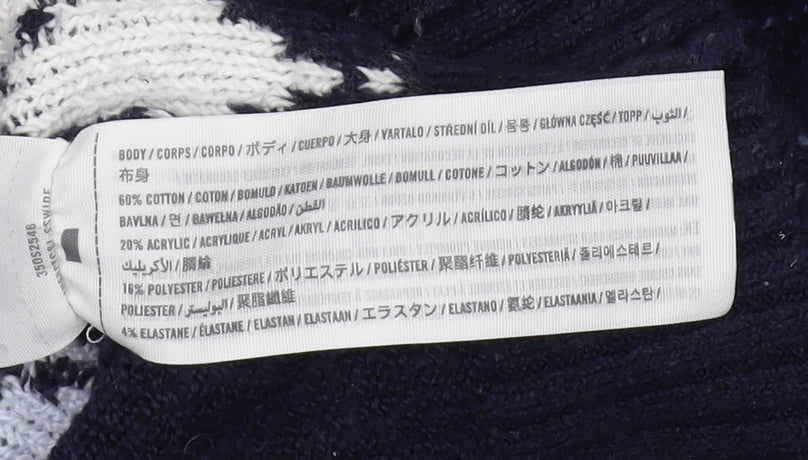 BODY / CORPS / CORPO / ボディ / CUERPO / 大身 / VARTALO / STŘEDNÍ DÍL / 몸통 / GŁÓWNA CZĘŚĆ / TOPP / الثوب /
布身
60% COTTON / COTON / BOMULD / KATOEN / BAUMWOLLE / BOMULL / COTONE / コットン / ALGODÓN / 棉 / PUUVILLAA /
BAVLNA / 면 / BAWEŁNA / ALGODÃO / القطن
20% ACRYLIC / ACRYLIQUE / ACRYL / AKRYL / ACRILICO / アクリル / ACRÍLICO / 腈纶 / AKRYYLIÄ / 아크릴 /
الأكريليك / 腈綸
16% POLYESTER / POLIESTERE / ポリエステル / POLIÉSTER / 聚酯纤维 / POLYESTERIÄ / 폴리에스테르 /
POLIESTER / البوليستر / 聚脂纖維
4% ELASTANE / ÉLASTANE / ELASTAN / ELASTAAN / エラスタン / ELASTANO / 氨纶 / ELASTAANIA / 엘라스탄 /
350S2546